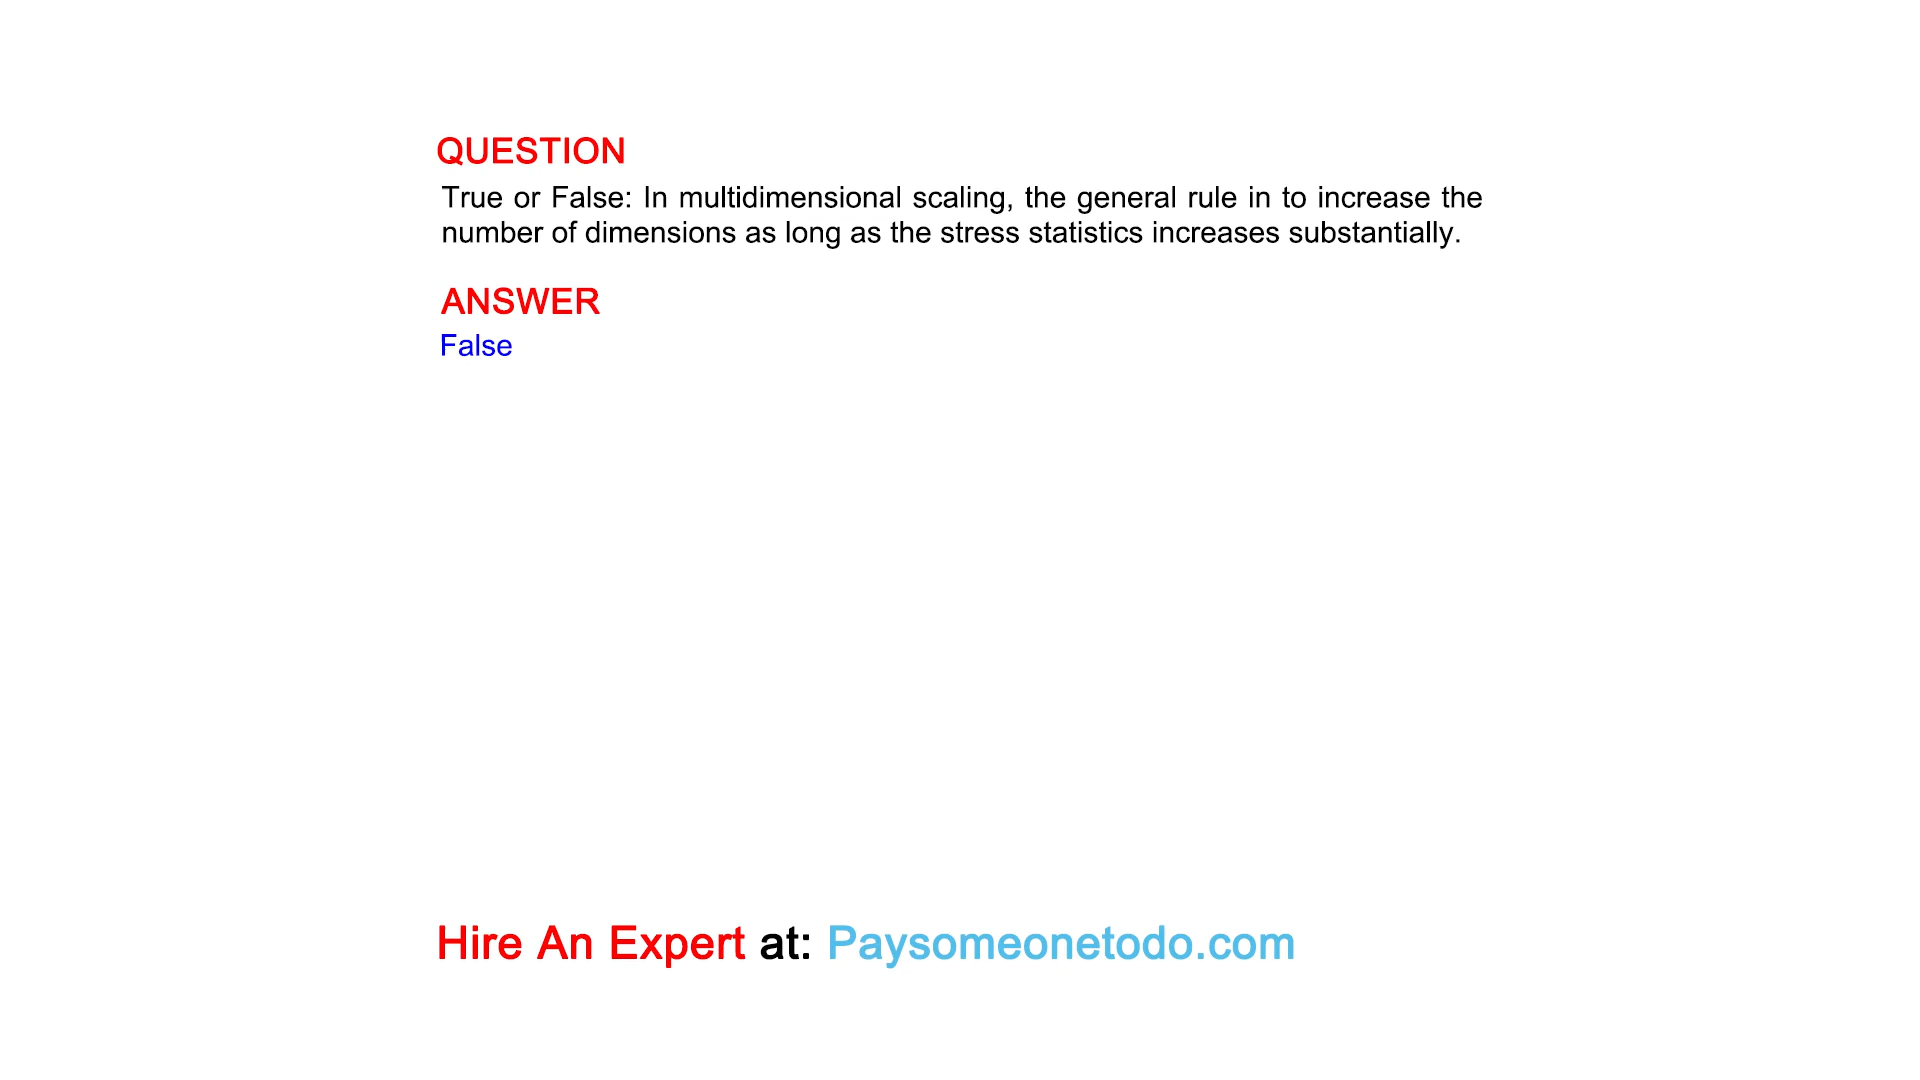 QUESTION
True or False: In multidimensional scaling, the general rule in to increase the
number of dimensions as long as the stress statistics increases substantially.
ANSWER
False
Hire An Expert at: Paysomeonetodo.com